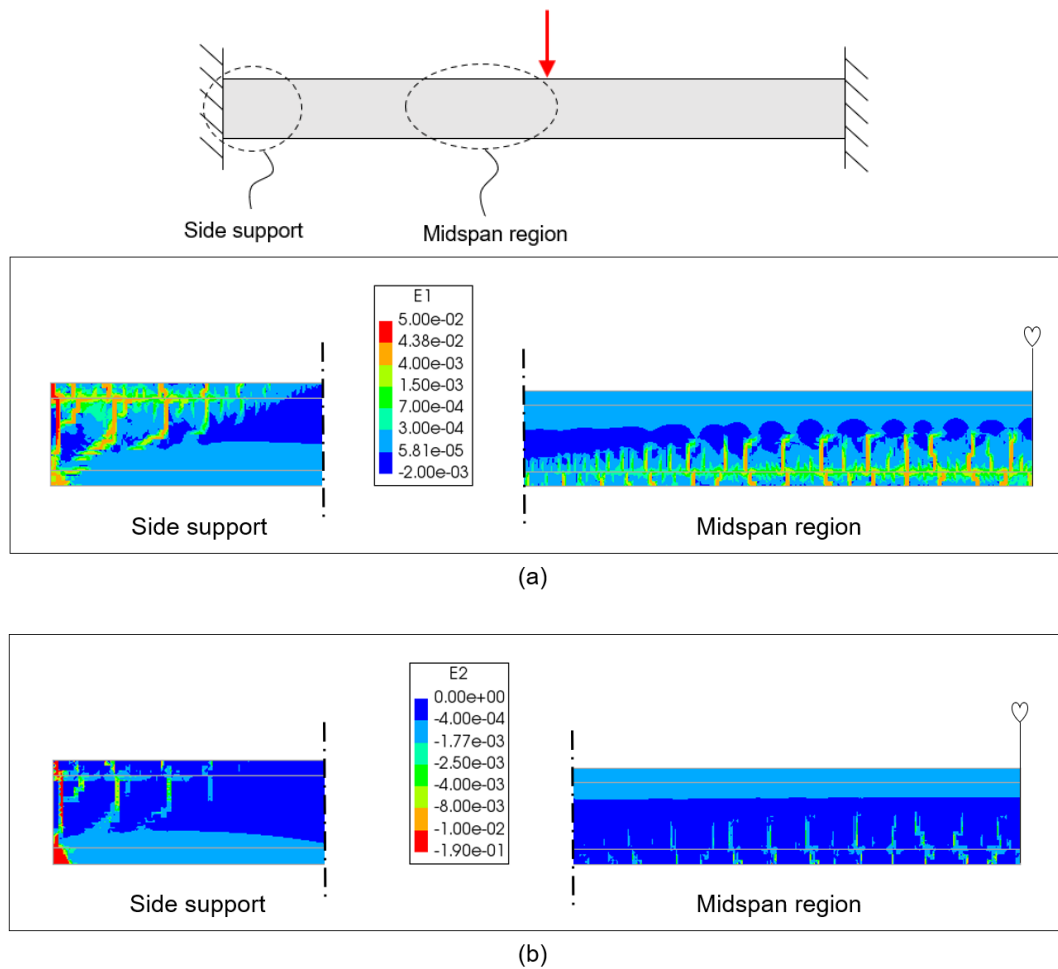 Side support
Midspan region
E1
5.00e-02
4.38e-02
4.00e-03
1.50e-03
7.00e-04
3.00e-04
5.81e-05
-2.00e-03
Side support
Midspan region
(a)
E2
0.00e+00
-4.00e-04
-1.77e-03
-2.50e-03
-4.00e-03
-8.00e-03
-1.00e-02
-1.90e-01
Side support
Midspan region
(b)